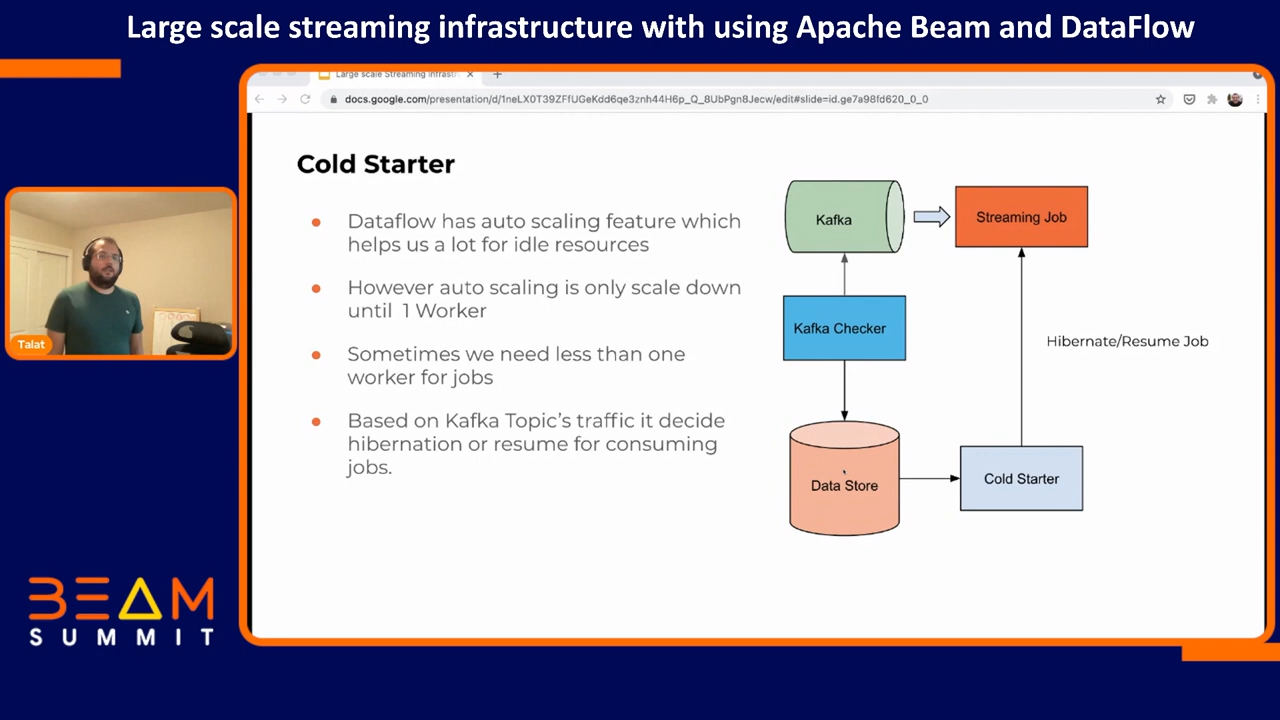 Large scale streaming infrastructure with using Apache Beam and DataFlow
Large scale Streaming Infrast
docs.google.com/presentation/d/1neLX0T39ZFfUGeKdd6qe3znh44H6p_Q_8UbPgn8Jecw/edit#slide=id.ge7a98fd620_0_0
Cold Starter
Dataflow has auto scaling feature which
helps us a lot for idle resources
However auto scaling is only scale down
until 1 Worker
Sometimes we need less than one
worker for jobs
Based on Kafka Topic's traffic it decide
hibernation or resume for consuming
jobs.
Kafka
Streaming Job
Kafka Checker
Hibernate/Resume Job
Data Store
Cold Starter
Talat
BEAM
SUMMIT